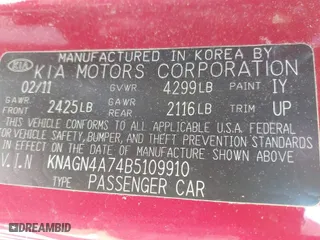 MANUFACTURED IN KOREA BY
KIA KIA MOTORS CORPORATION
02/11 GVWR 4299LB PAINT IY
GAWR FRONT 2425LB GAWR REAR 2116LB TRIM UP
THIS VEHICLE CONFORMS TO ALL APPLICABLE U.S.A. FEDERAL
MOTOR VEHICLE SAFETY, BUMPER, AND THEFT PREVENTION STANDARDS
IN EFFECT ON THE DATE OF MANUFACTURE SHOWN ABOVE.
V.I.N KNAGN4A74B5109910
TYPE PASSENGER CAR